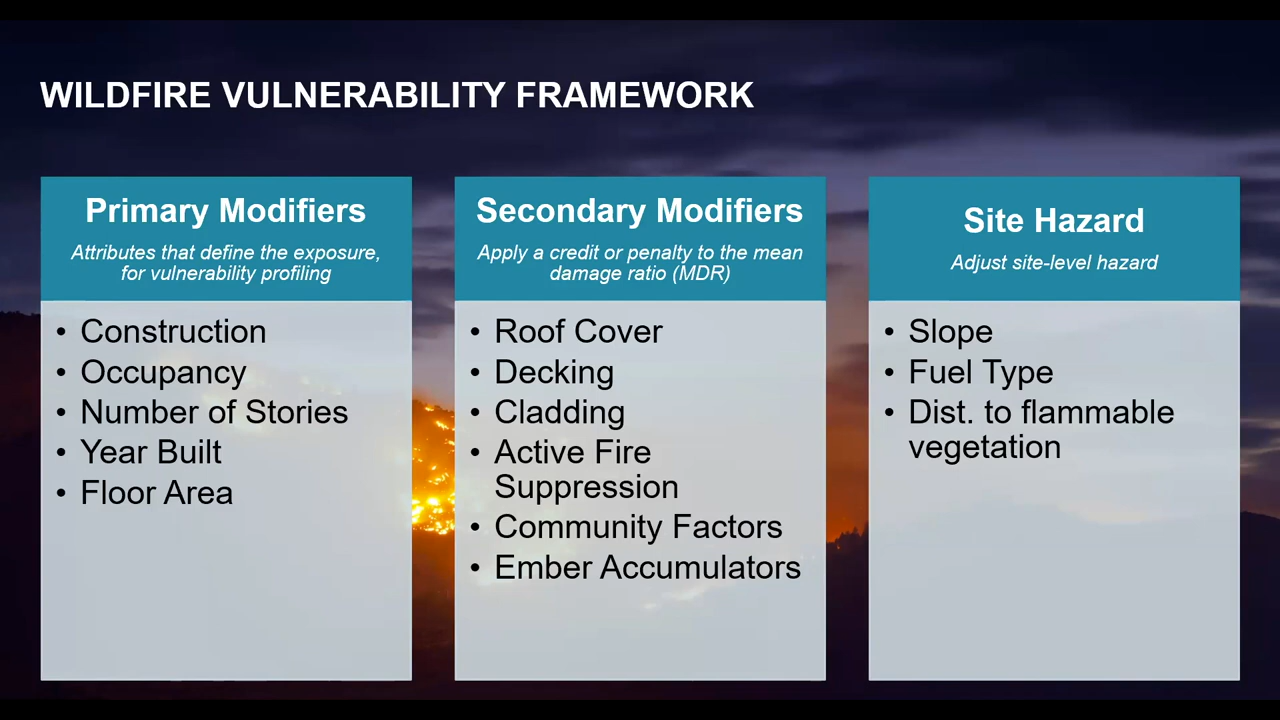 WILDFIRE VULNERABILITY FRAMEWORK
Primary Modifiers
Attributes that define the exposure,
for vulnerability profiling
• Construction
• Occupancy
• Number of Stories
• Year Built
• Floor Area
Secondary Modifiers
Apply a credit or penalty to the mean
damage ratio (MDR)
• Roof Cover
• Decking
• Cladding
• Active Fire
Suppression
• Community Factors
• Ember Accumulators
Site Hazard
Adjust site-level hazard
• Slope
• Fuel Type
• Dist. to flammable
vegetation